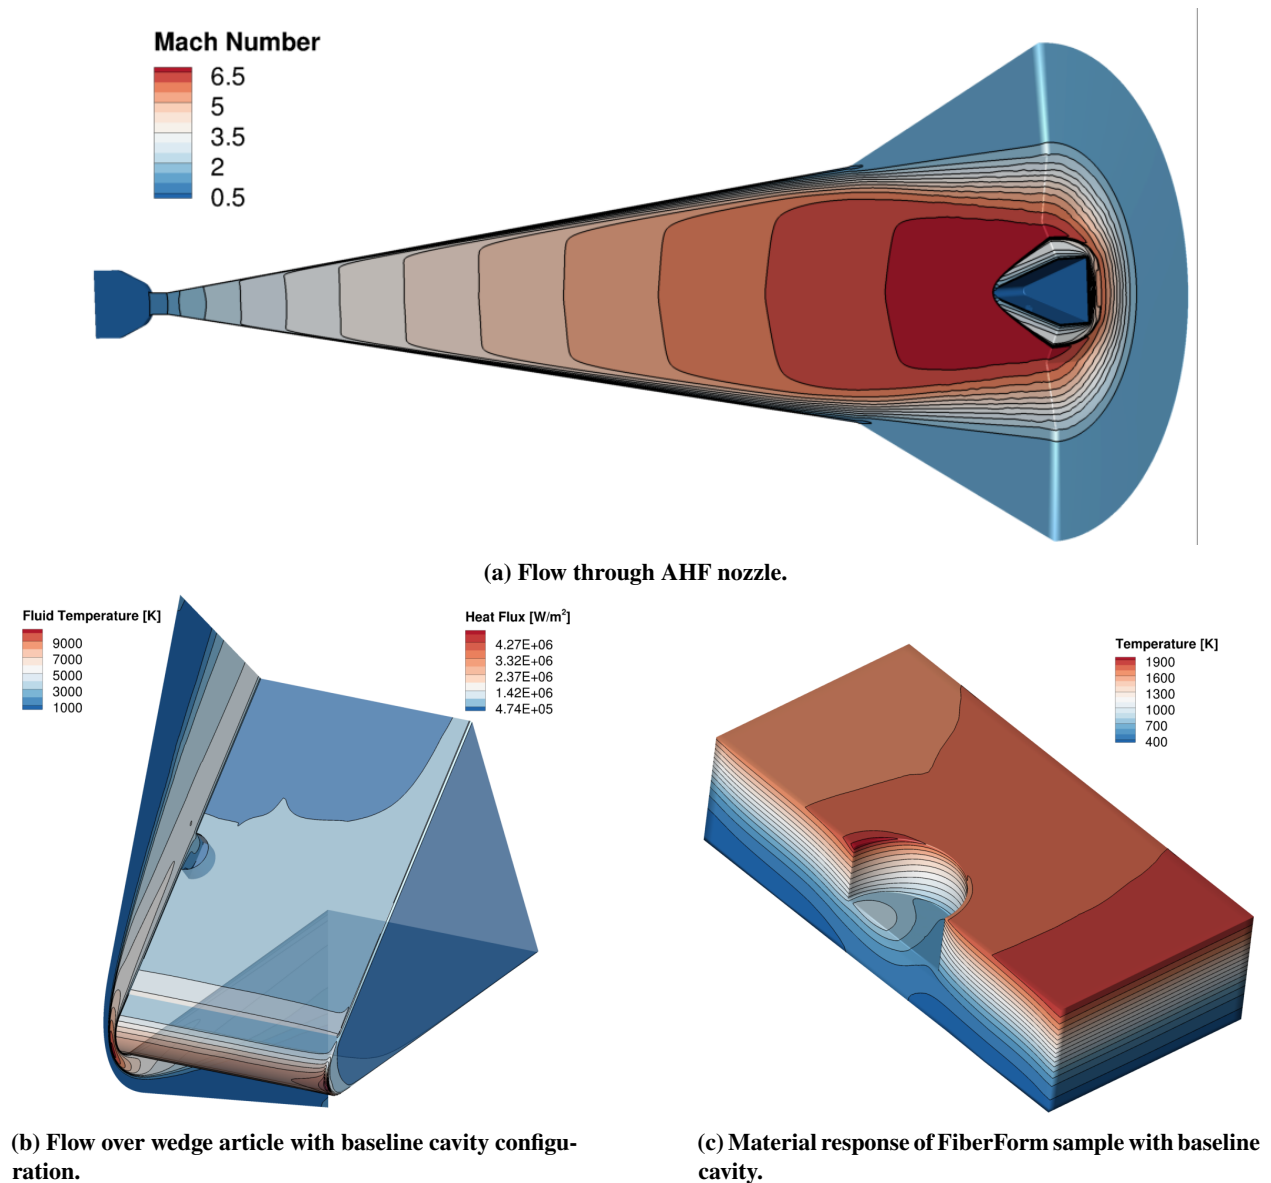 Mach Number
6.5
5
3.5
2
0.5
(a) Flow through AHF nozzle.
Fluid Temperature [K]
9000
7000
5000
3000
1000
Heat Flux [W/m²]
4.27E+06
3.32E+06
2.37E+06
1.42E+06
4.74E+05
Temperature [K]
1900
1600
1300
1000
700
400
(b) Flow over wedge article with baseline cavity configu-
ration.
(c) Material response of FiberForm sample with baseline
cavity.